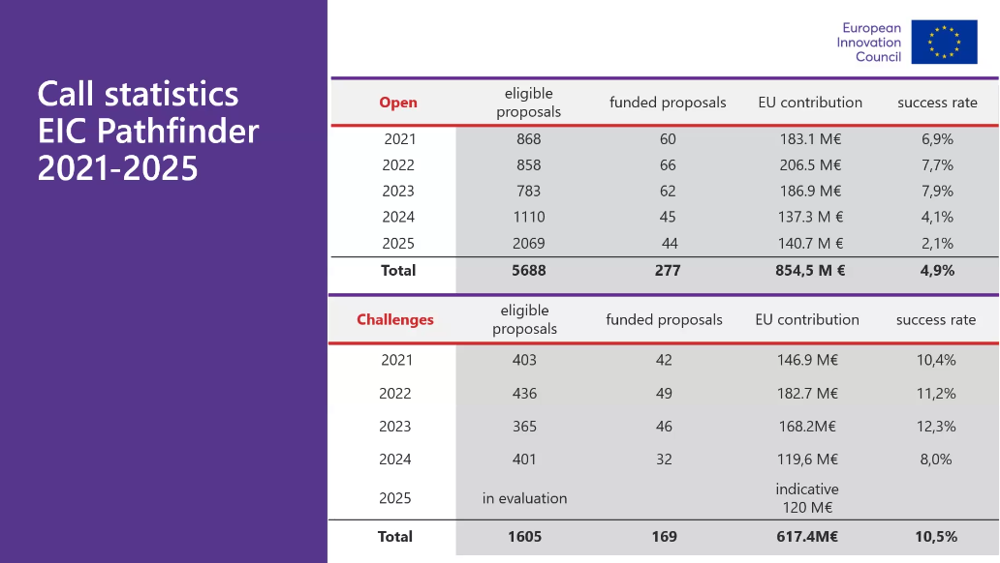 European
Innovation
Council
Call statistics
EIC Pathfinder
2021-2025
Open eligible proposals funded proposals EU contribution success rate
2021 868 60 183.1 M€ 6,9%
2022 858 66 206.5 M€ 7,7%
2023 783 62 186.9 M€ 7,9%
2024 1110 45 137.3 M € 4,1%
2025 2069 44 140.7 M € 2,1%
Total 5688 277 854,5 M € 4,9%
Challenges eligible proposals funded proposals EU contribution success rate
2021 403 42 146.9 M€ 10,4%
2022 436 49 182.7 M€ 11,2%
2023 365 46 168.2M€ 12,3%
2024 401 32 119,6 M€ 8,0%
2025 in evaluation indicative 120 M€
Total 1605 169 617.4M€ 10,5%